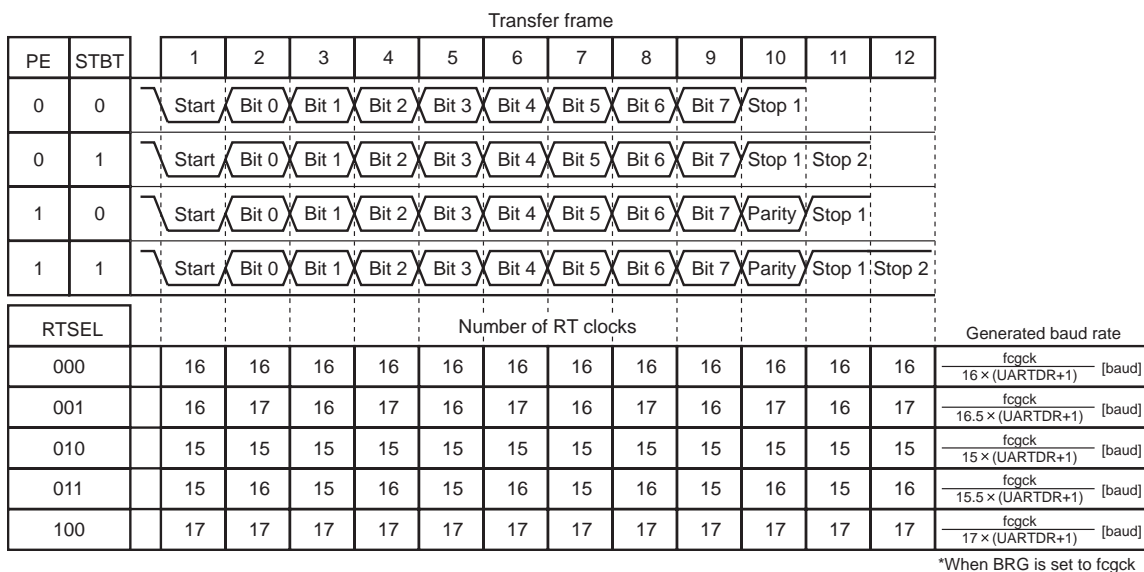 Transfer frame
PE STBT 1 2 3 4 5 6 7 8 9 10 11 12
0 0 Start Bit 0 Bit 1 Bit 2 Bit 3 Bit 4 Bit 5 Bit 6 Bit 7 Stop 1
0 1 Start Bit 0 Bit 1 Bit 2 Bit 3 Bit 4 Bit 5 Bit 6 Bit 7 Stop 1 Stop 2
1 0 Start Bit 0 Bit 1 Bit 2 Bit 3 Bit 4 Bit 5 Bit 6 Bit 7 Parity Stop 1
1 1 Start Bit 0 Bit 1 Bit 2 Bit 3 Bit 4 Bit 5 Bit 6 Bit 7 Parity Stop 1 Stop 2
RTSEL Number of RT clocks Generated baud rate
000 16 16 16 16 16 16 16 16 16 16 16 16 fcgck / 16 × (UARTDR+1) [baud]
001 16 17 16 17 16 17 16 17 16 17 16 17 fcgck / 16.5 × (UARTDR+1) [baud]
010 15 15 15 15 15 15 15 15 15 15 15 15 fcgck / 15 × (UARTDR+1) [baud]
011 15 16 15 16 15 16 15 16 15 16 15 16 fcgck / 15.5 × (UARTDR+1) [baud]
100 17 17 17 17 17 17 17 17 17 17 17 17 fcgck / 17 × (UARTDR+1) [baud]
*When BRG is set to fcgck